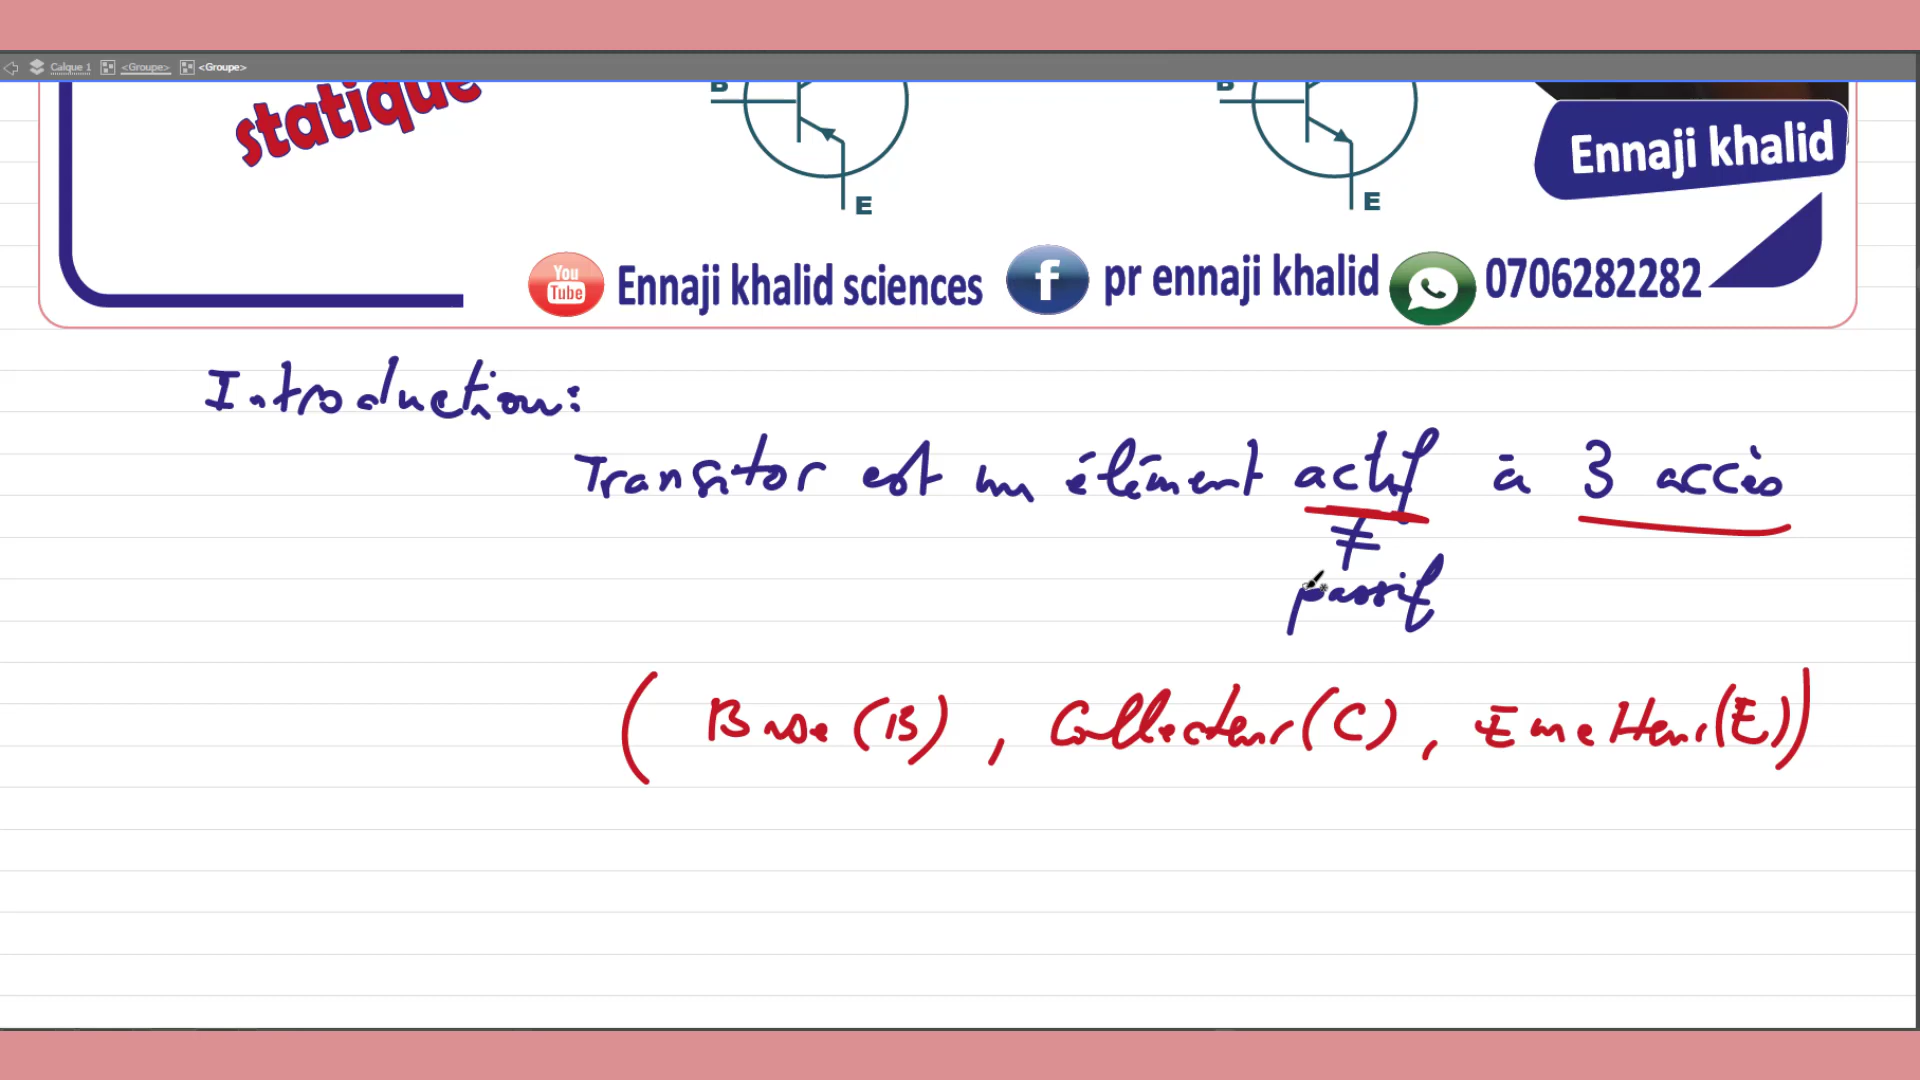 Calque 1 <Groupe> <Groupe>
statique
B
B
E
E
Ennaji khalid
You Tube Ennaji khalid sciences f pr ennaji khalid 0706282282
Introduction:
Transitor est un élément actif à 3 accès
≠
passif
( Base (B) , Collecteur (C) , Emetteur (E) )